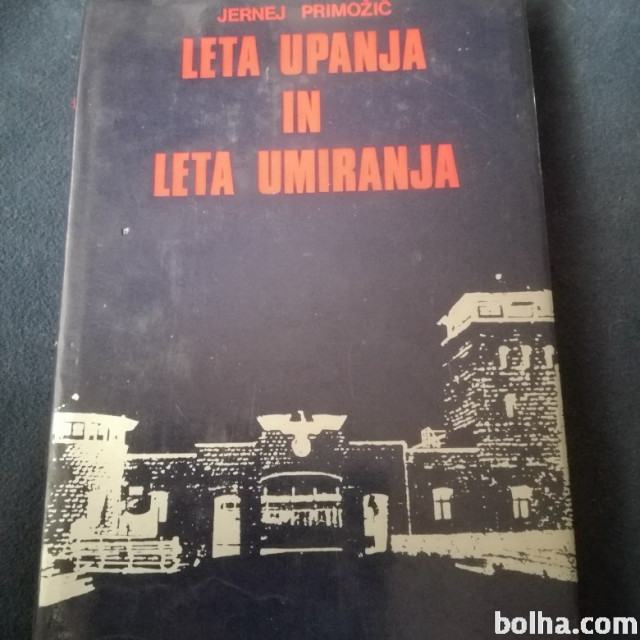 JERNEJ PRIMOŽIČ
LETA UPANJA
IN
LETA UMIRANJA
bolha.com